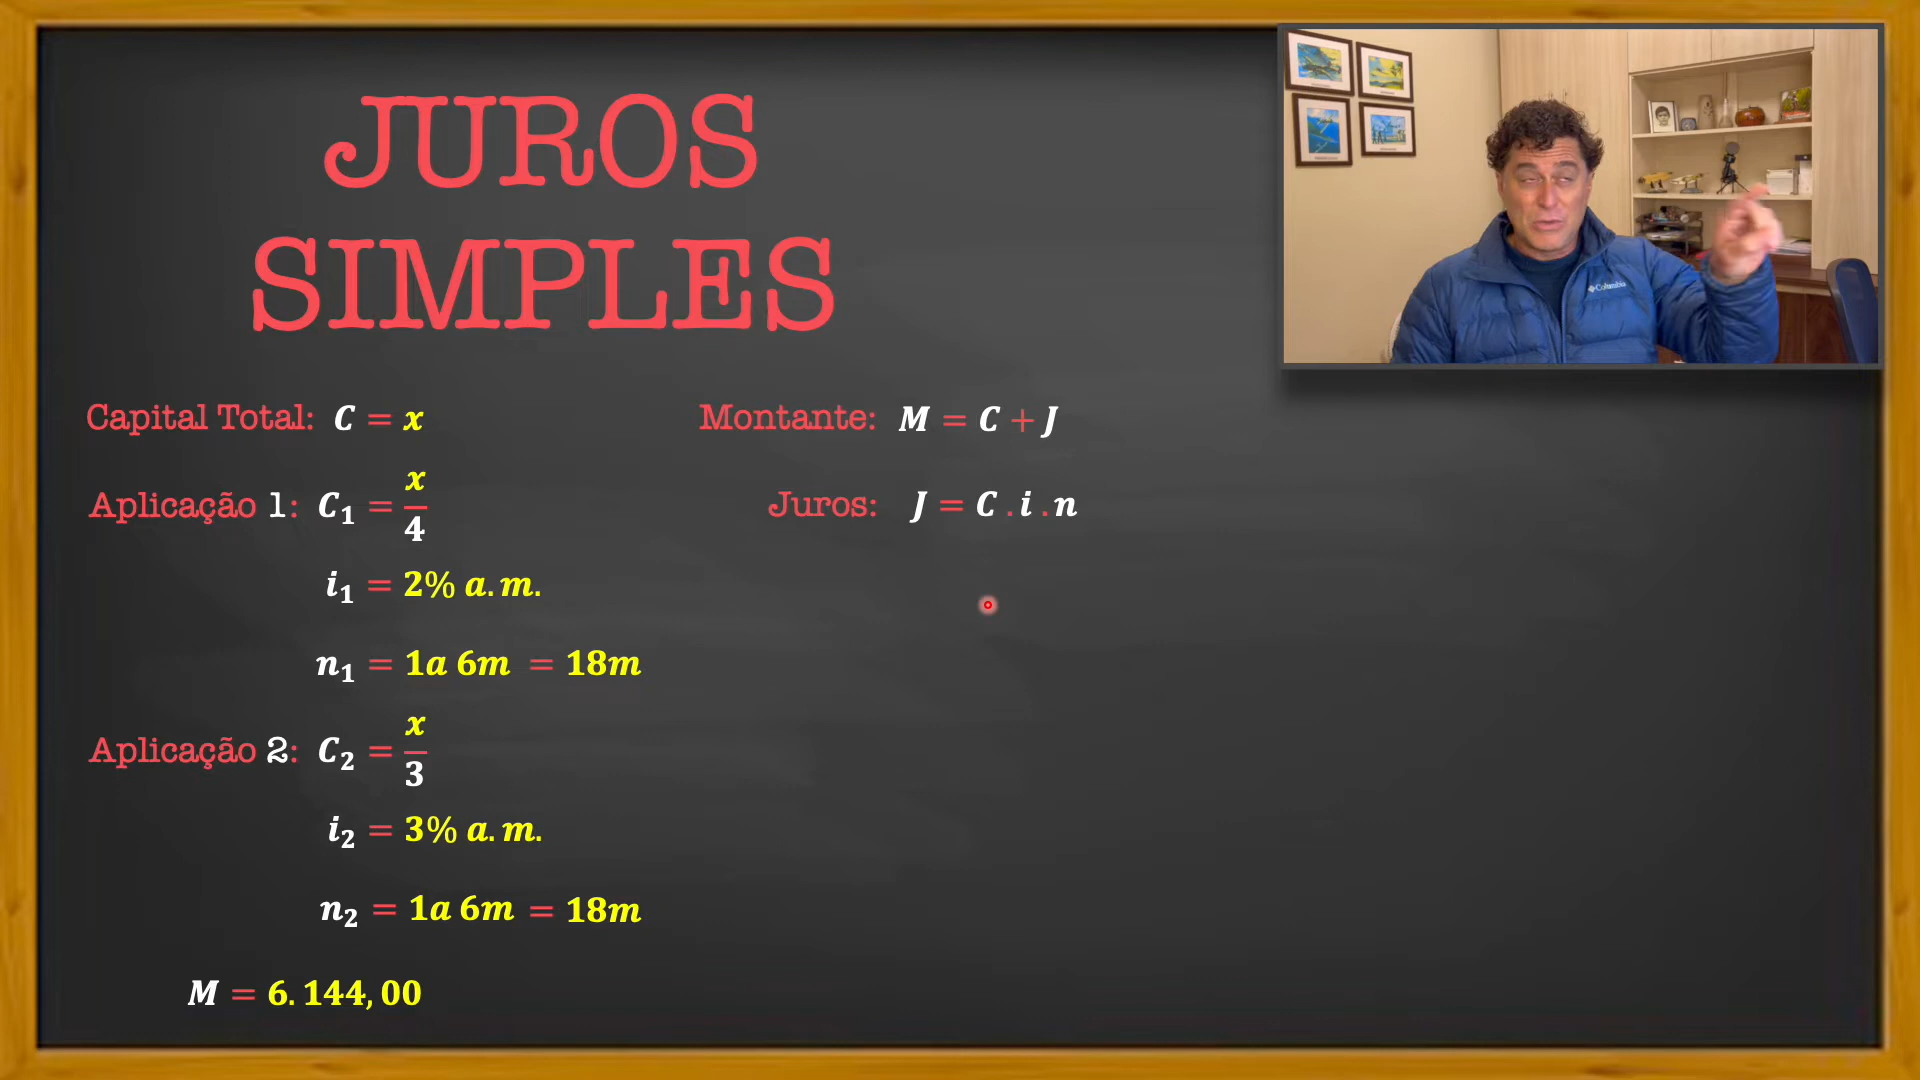 JUROS
SIMPLES
Capital Total: C = x
Aplicação 1: C₁ = x/4
i₁ = 2% a.m.
n₁ = 1a 6m = 18m
Aplicação 2: C₂ = x/3
i₂ = 3% a.m.
n₂ = 1a 6m = 18m
M = 6.144,00
Montante: M = C + J
Juros: J = C . i . n
Columbia